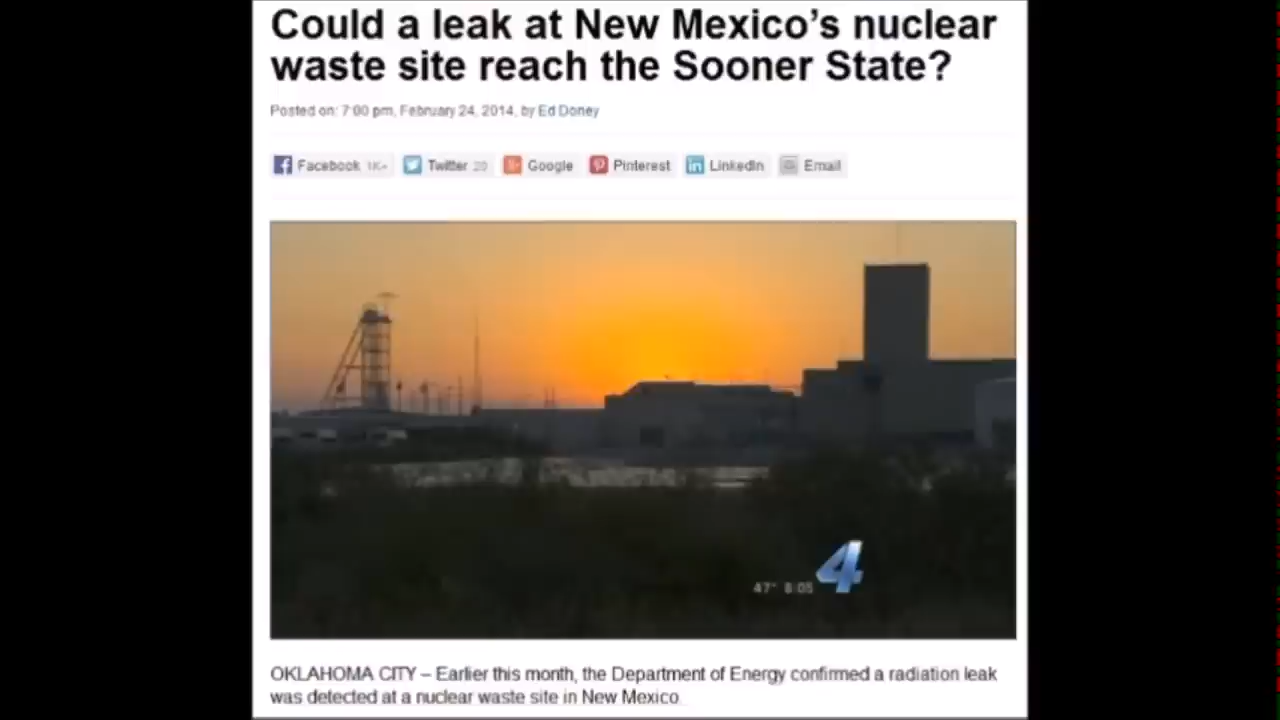 Could a leak at New Mexico's nuclear
waste site reach the Sooner State?
Posted on: 7:00 pm, February 24, 2014, by Ed Doney
Facebook 1K+ Twitter 20 Google Pinterest LinkedIn Email
4
47° 8:05
OKLAHOMA CITY – Earlier this month, the Department of Energy confirmed a radiation leak
was detected at a nuclear waste site in New Mexico.